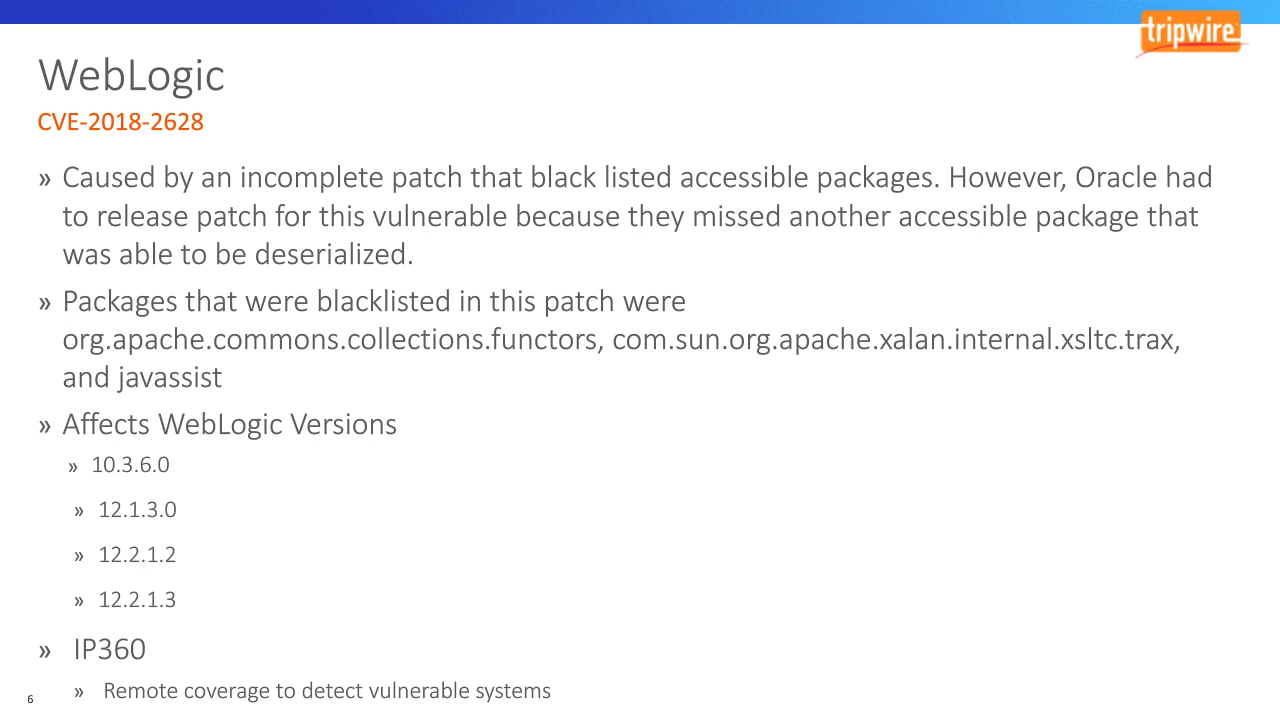 tripwire
WebLogic
CVE-2018-2628
» Caused by an incomplete patch that black listed accessible packages. However, Oracle had
to release patch for this vulnerable because they missed another accessible package that
was able to be deserialized.
» Packages that were blacklisted in this patch were
org.apache.commons.collections.functors, com.sun.org.apache.xalan.internal.xsltc.trax,
and javassist
» Affects WebLogic Versions
» 10.3.6.0
» 12.1.3.0
» 12.2.1.2
» 12.2.1.3
» IP360
» Remote coverage to detect vulnerable systems
6